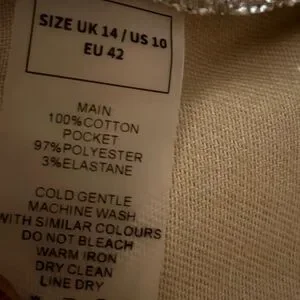 SIZE UK 14 / US 10
EU 42
MAIN
100%COTTON
POCKET
97%POLYESTER
3%ELASTANE
COLD GENTLE
MACHINE WASH
WITH SIMILAR COLOURS
DO NOT BLEACH
WARM IRON
DRY CLEAN
LINE DRY